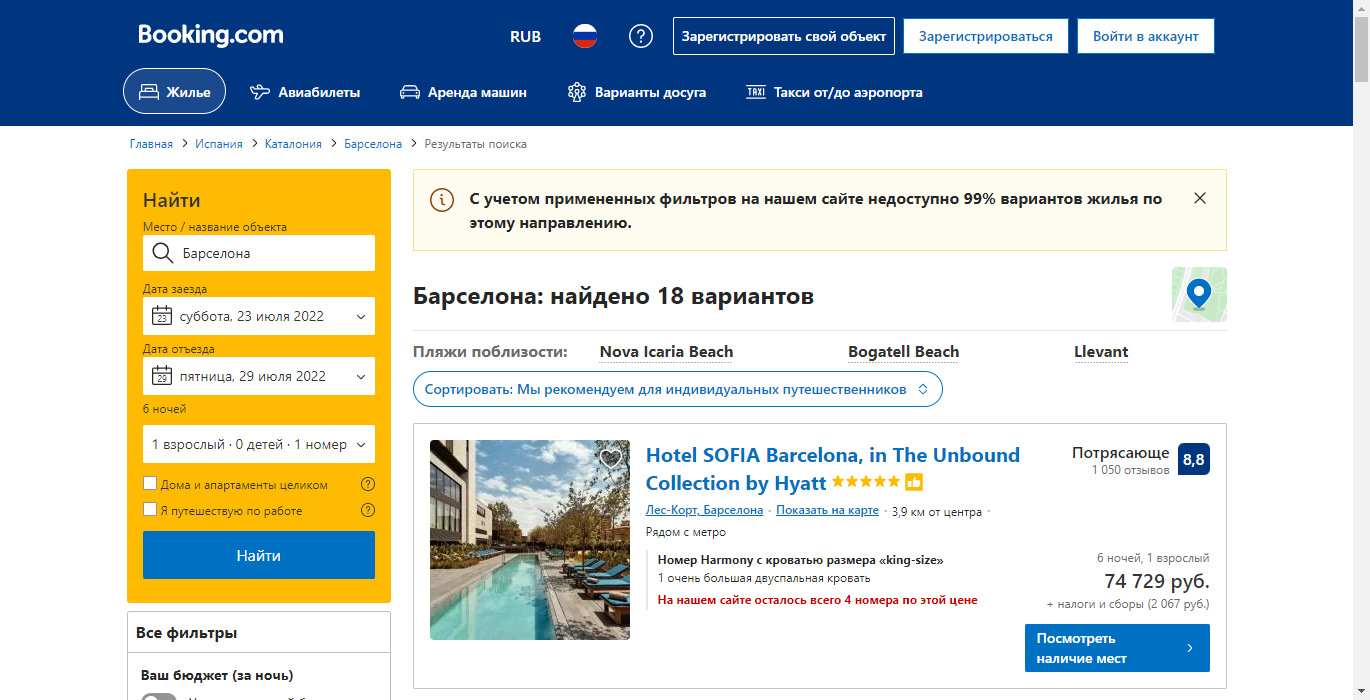 Booking.com
RUB
Зарегистрировать свой объект
Зарегистрироваться
Войти в аккаунт
Жилье
Авиабилеты
Аренда машин
Варианты досуга
TAXI
Такси от/до аэропорта
Главная
Испания
Каталония
Барселона
Результаты поиска
Найти
Место / название объекта
Барселона
Дата заезда
23
суббота, 23 июля 2022
Дата отъезда
29
пятница, 29 июля 2022
6 ночей
1 взрослый · 0 детей · 1 номер
Дома и апартаменты целиком
Я путешествую по работе
Найти
Все фильтры
Ваш бюджет (за ночь)
С учетом примененных фильтров на нашем сайте недоступно 99% вариантов жилья по
этому направлению.
Барселона: найдено 18 вариантов
Пляжи поблизости:
Nova Icaria Beach
Bogatell Beach
Llevant
Сортировать: Мы рекомендуем для индивидуальных путешественников
Hotel SOFIA Barcelona, in The Unbound
Collection by Hyatt
Потрясающе
1 050 отзывов
8,8
Лес-Корт, Барселона · Показать на карте · 3,9 км от центра ·
Рядом с метро
Номер Harmony с кроватью размера «king-size»
1 очень большая двуспальная кровать
На нашем сайте осталось всего 4 номера по этой цене
6 ночей, 1 взрослый
74 729 руб.
+ налоги и сборы (2 067 руб.)
Посмотреть
наличие мест